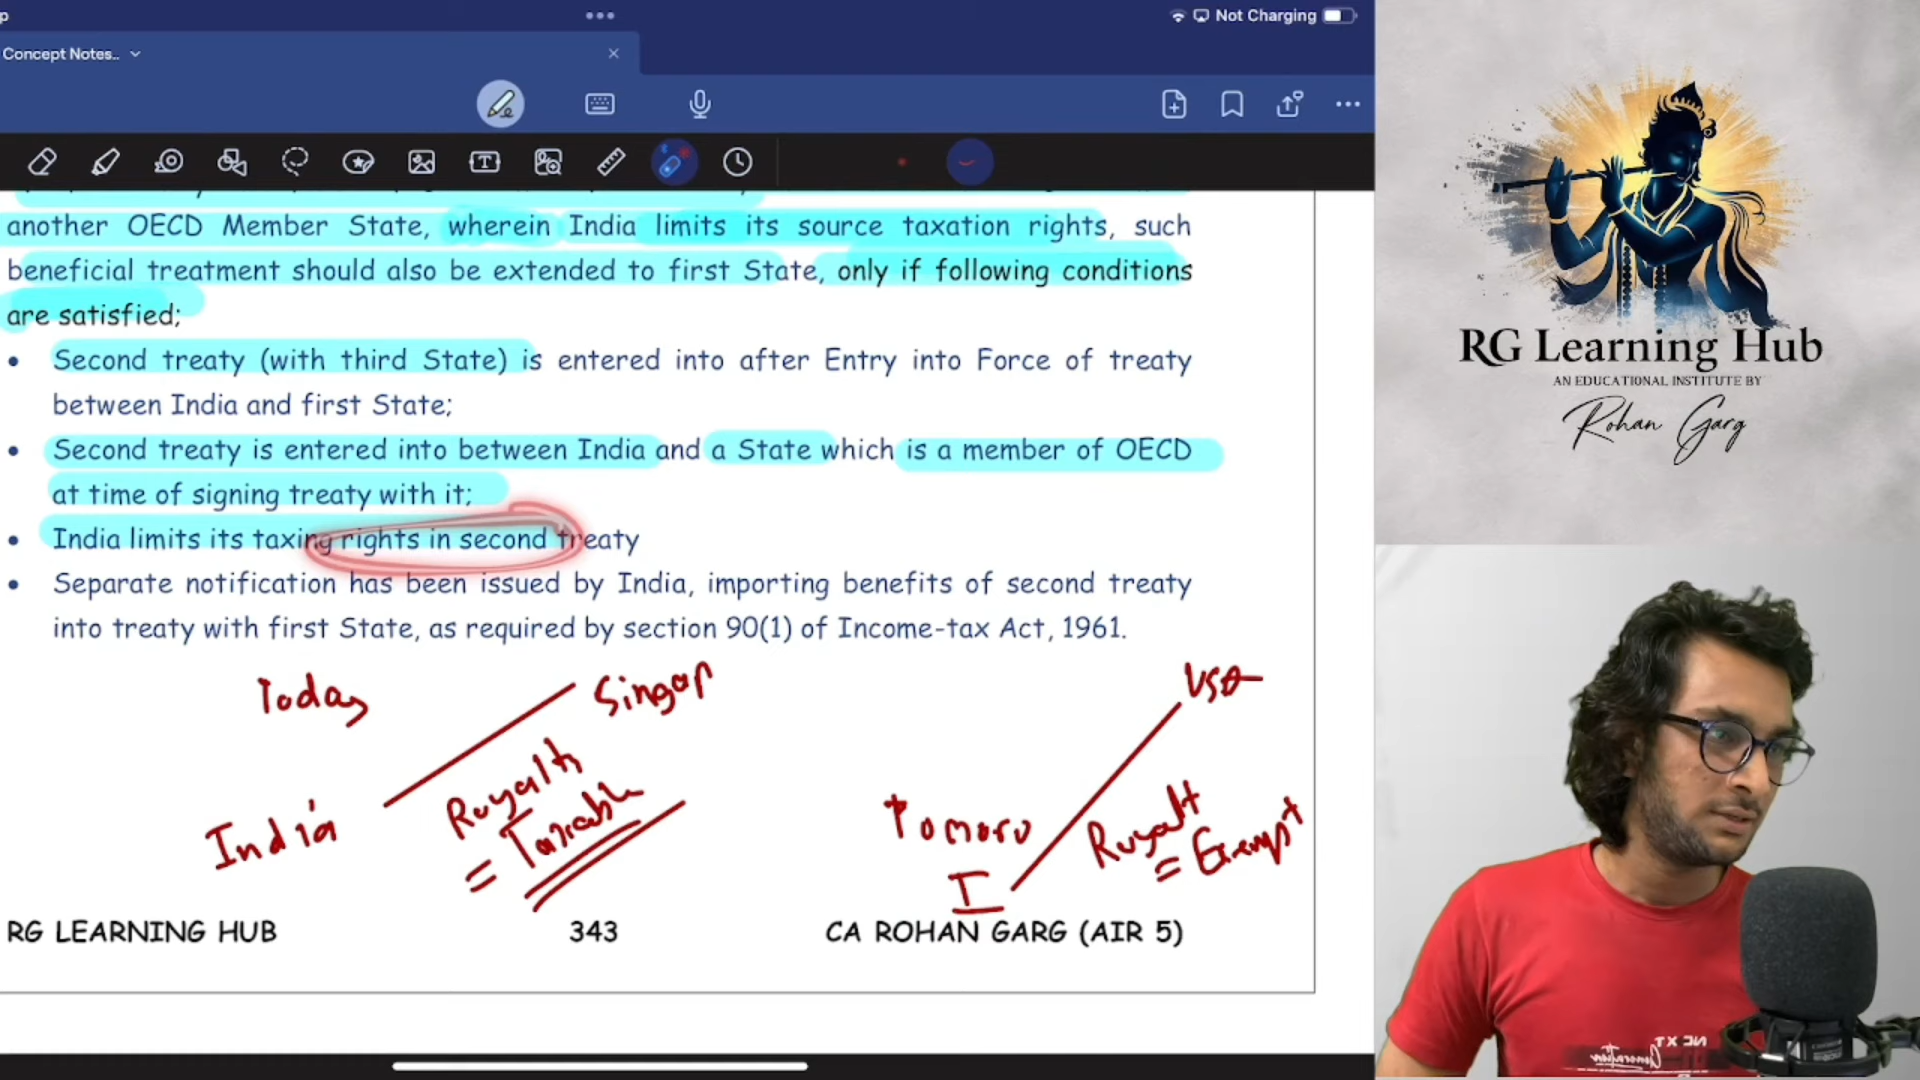 Not Charging
Concept Notes..
another OECD Member State, wherein India limits its source taxation rights, such
beneficial treatment should also be extended to first State, only if following conditions
are satisfied;
• Second treaty (with third State) is entered into after Entry into Force of treaty
between India and first State;
• Second treaty is entered into between India and a State which is a member of OECD
at time of signing treaty with it;
• India limits its taxing rights in second treaty
• Separate notification has been issued by India, importing benefits of second treaty
into treaty with first State, as required by section 90(1) of Income-tax Act, 1961.
Today
Singap
India
Royalty
= Taxable
USA
Tomoro
I
Royalt
= Exempt
RG LEARNING HUB 343 CA ROHAN GARG (AIR 5)
RG Learning Hub
AN EDUCATIONAL INSTITUTE BY
Rohan Garg